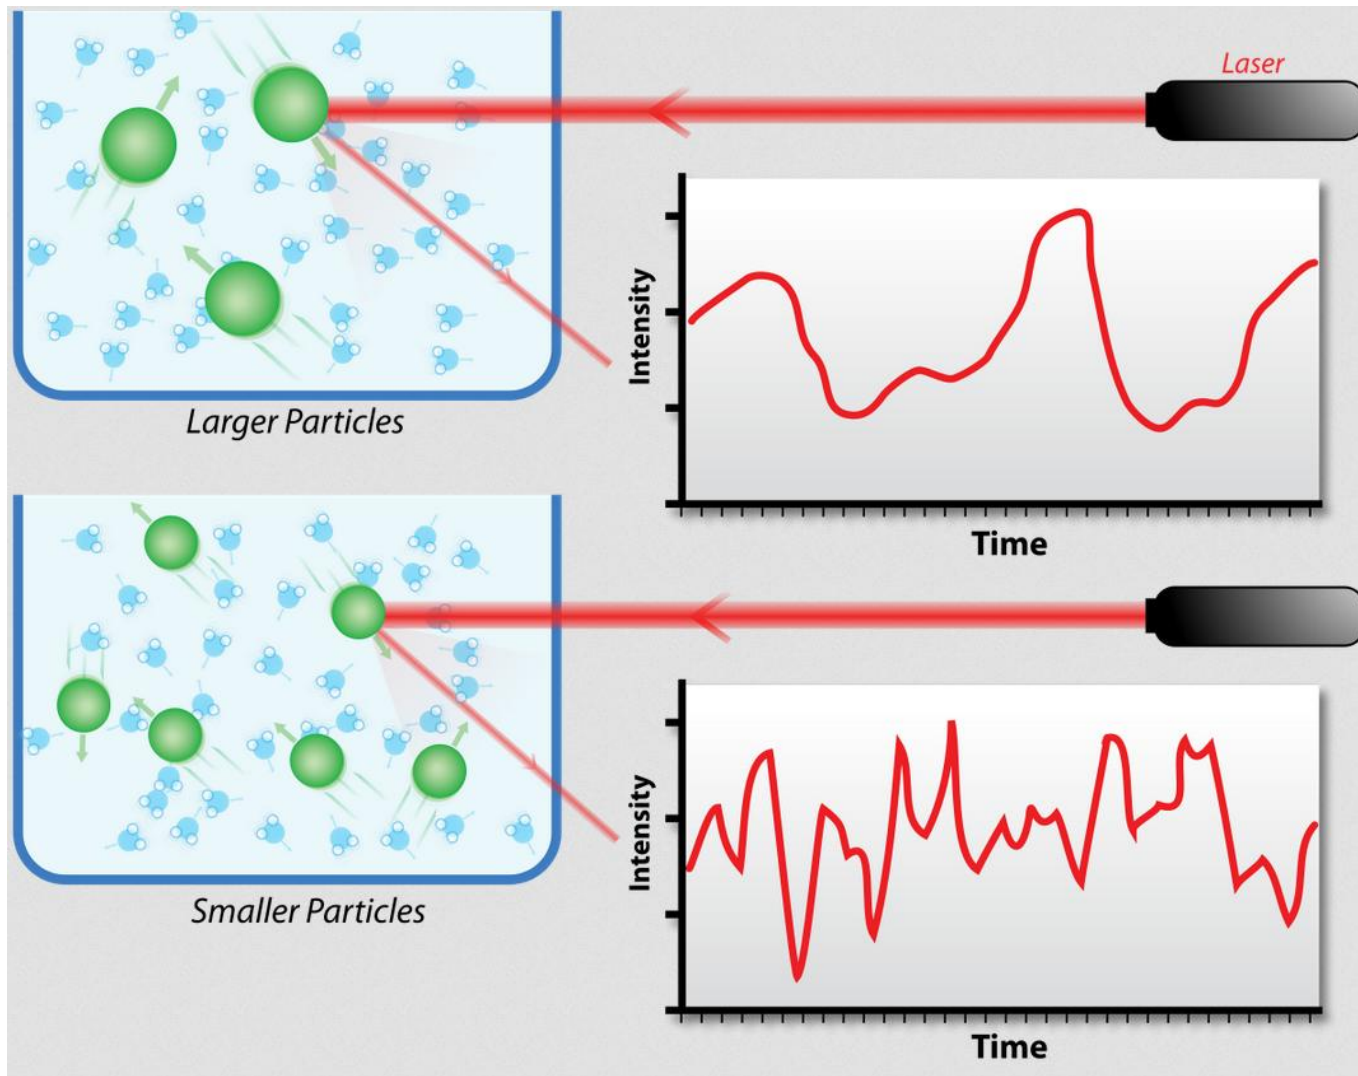 Laser
Intensity
Time
Larger Particles
Intensity
Time
Smaller Particles